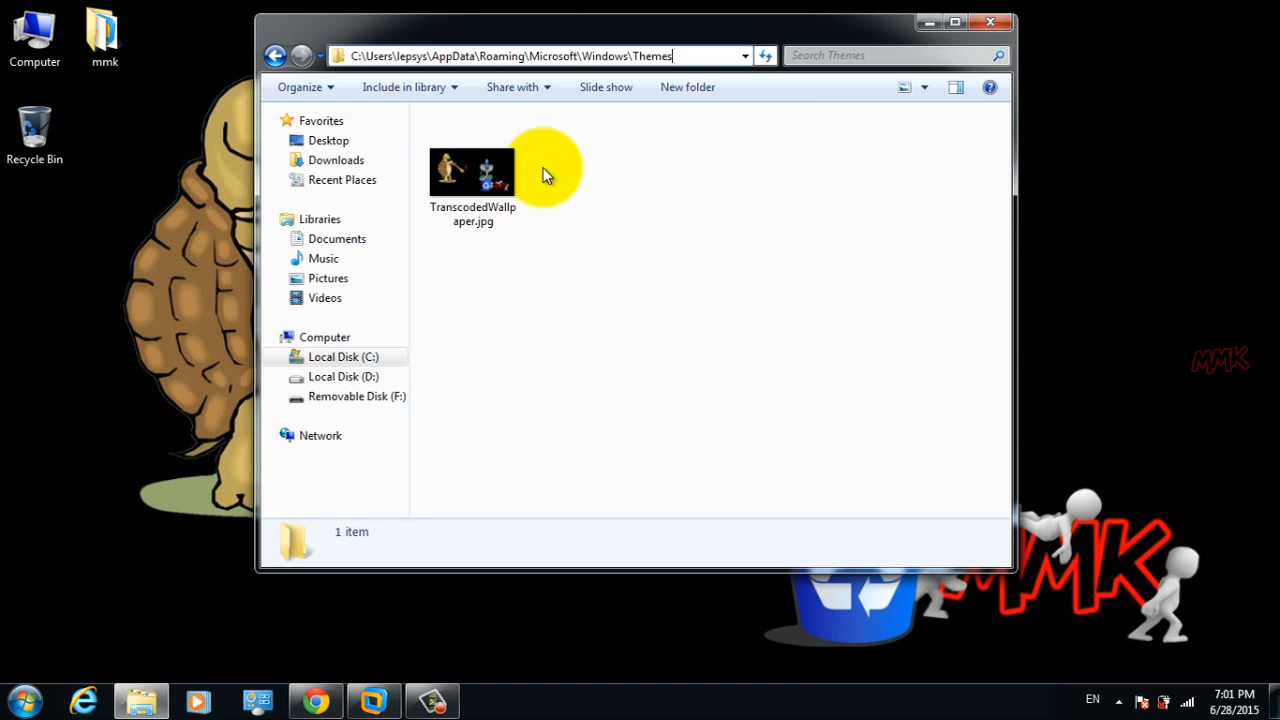 Computer
mmk
Recycle Bin
C:\Users\lepsys\AppData\Roaming\Microsoft\Windows\Themes
Search Themes
Organize
Include in library
Share with
Slide show
New folder
Favorites
Desktop
Downloads
Recent Places
Libraries
Documents
Music
Pictures
Videos
Computer
Local Disk (C:)
Local Disk (D:)
Removable Disk (F:)
Network
TranscodedWallp
aper.jpg
1 item
MMK
MMK
EN
7:01 PM
6/28/2015